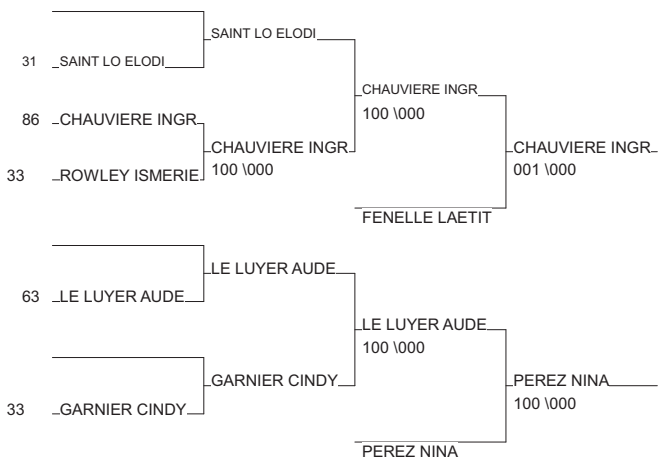 SAINT LO ELODI
31 SAINT LO ELODI
CHAUVIERE INGR
100 \000
86 CHAUVIERE INGR
CHAUVIERE INGR
100 \000
CHAUVIERE INGR
001 \000
33 ROWLEY ISMERIE
FENELLE LAETIT
LE LUYER AUDE
63 LE LUYER AUDE
LE LUYER AUDE
100 \000
GARNIER CINDY
PEREZ NINA
100 \000
33 GARNIER CINDY
PEREZ NINA